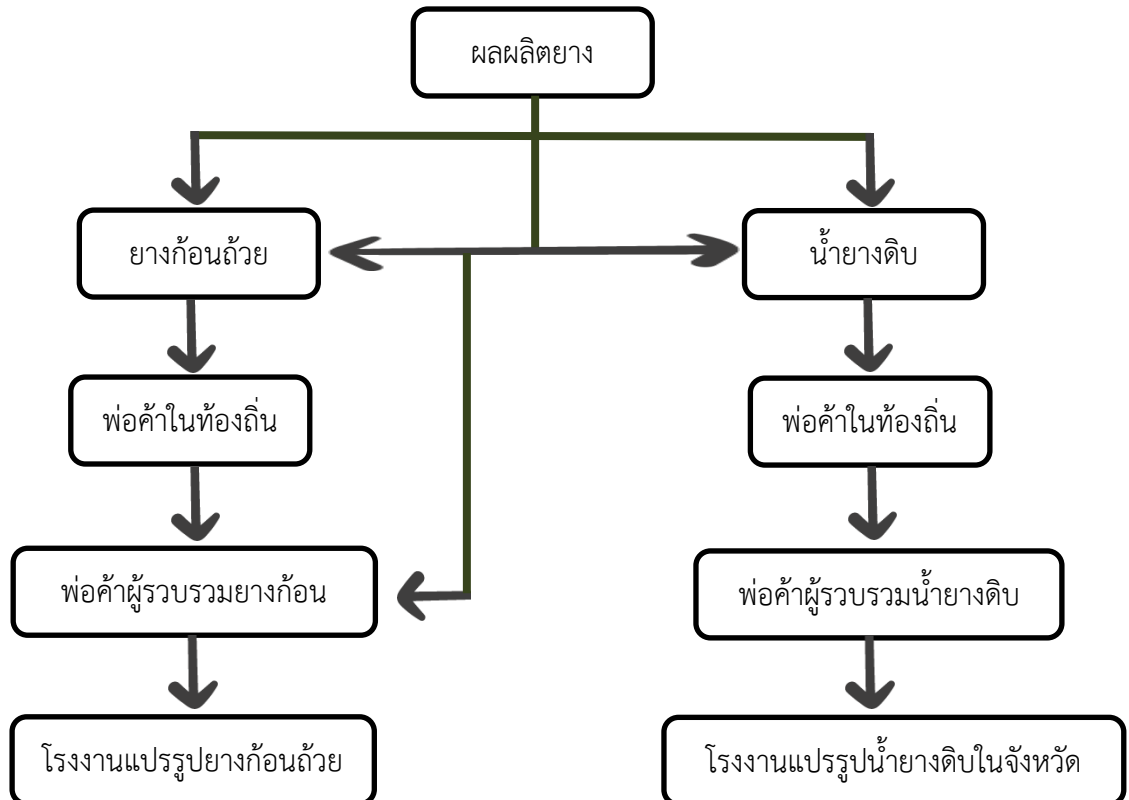 ผลผลิตยาง
ยางก้อนถ้วย
น้ำยางดิบ
พ่อค้าในท้องถิ่น
พ่อค้าในท้องถิ่น
พ่อค้าผู้รวบรวมยางก้อน
พ่อค้าผู้รวบรวมน้ำยางดิบ
โรงงานแปรรูปยางก้อนถ้วย
โรงงานแปรรูปน้ำยางดิบในจังหวัด